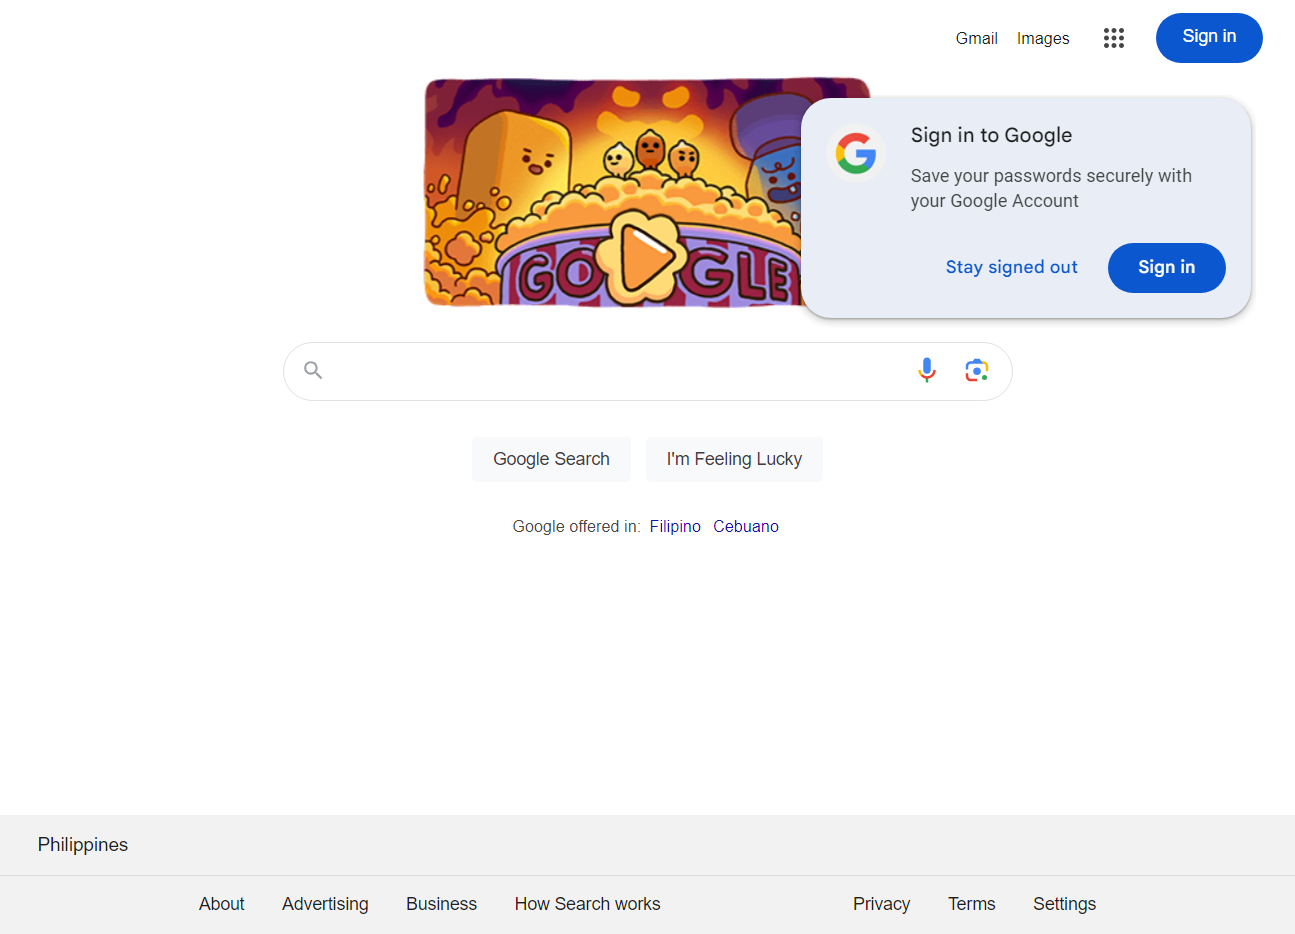 Gmail Images Sign in
GOOGLE
Sign in to Google
Save your passwords securely with
your Google Account
Stay signed out Sign in
Google Search I'm Feeling Lucky
Google offered in: Filipino Cebuano
Philippines
About Advertising Business How Search works Privacy Terms Settings